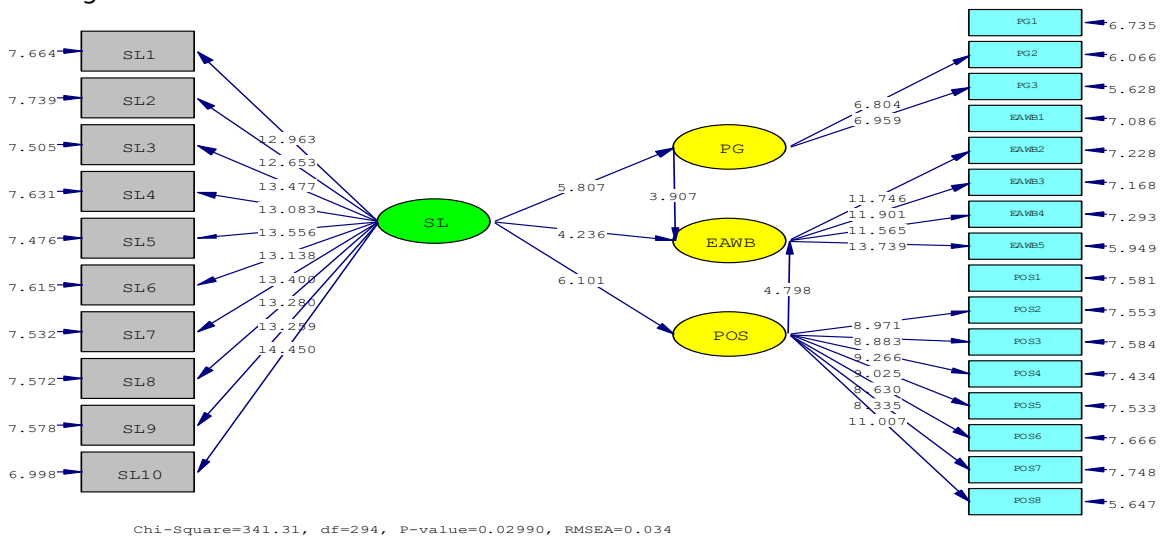 7.664 SL1
7.739 SL2
7.505 SL3
7.631 SL4
7.476 SL5
7.615 SL6
7.532 SL7
7.572 SL8
7.578 SL9
6.998 SL10
12.963
12.653
13.477
13.083
13.556
13.138
13.400
13.280
13.259
14.450
SL
5.807
4.236
6.101
PG
3.907
EAWB
4.798
POS
6.804
6.959
11.746
11.901
11.565
13.739
8.971
8.883
9.266
9.025
8.630
8.335
11.007
PG1 6.735
PG2 6.066
PG3 5.628
EAWB1 7.086
EAWB2 7.228
EAWB3 7.168
EAWB4 7.293
EAWB5 5.949
POS1 7.581
POS2 7.553
POS3 7.584
POS4 7.434
POS5 7.533
POS6 7.666
POS7 7.748
POS8 5.647
Chi-Square=341.31, df=294, P-value=0.02990, RMSEA=0.034